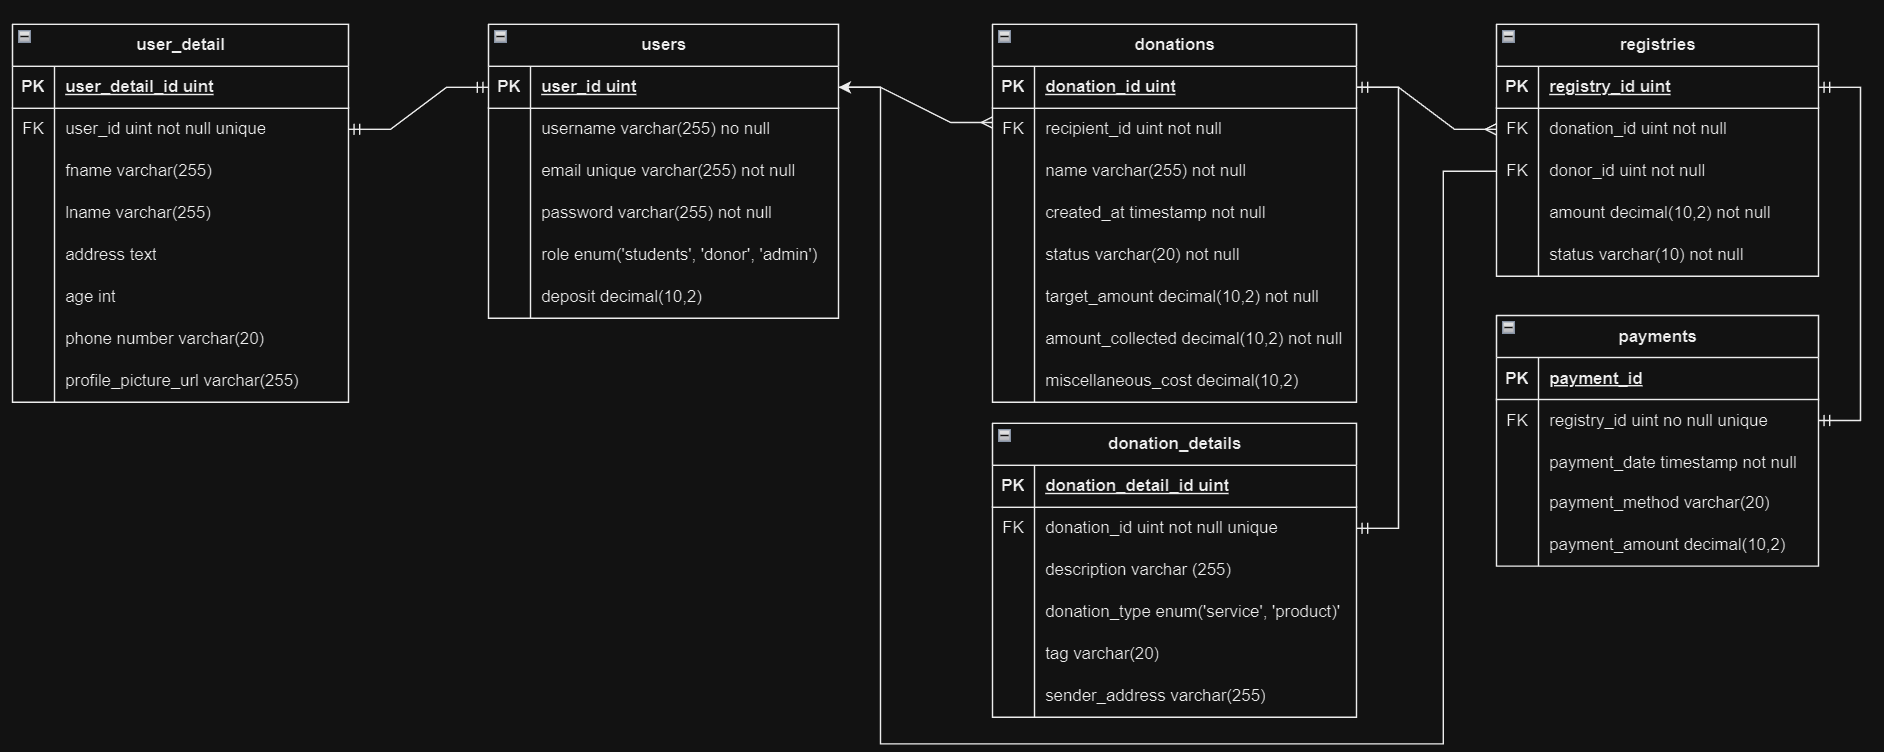 user_detail
PK user_detail_id uint
FK user_id uint not null unique
fname varchar(255)
lname varchar(255)
address text
age int
phone number varchar(20)
profile_picture_url varchar(255)
users
PK user_id uint
username varchar(255) no null
email unique varchar(255) not null
password varchar(255) not null
role enum('students', 'donor', 'admin')
deposit decimal(10,2)
donations
PK donation_id uint
FK recipient_id uint not null
name varchar(255) not null
created_at timestamp not null
status varchar(20) not null
target_amount decimal(10,2) not null
amount_collected decimal(10,2) not null
miscellaneous_cost decimal(10,2)
donation_details
PK donation_detail_id uint
FK donation_id uint not null unique
description varchar (255)
donation_type enum('service', 'product)'
tag varchar(20)
sender_address varchar(255)
registries
PK registry_id uint
FK donation_id uint not null
FK donor_id uint not null
amount decimal(10,2) not null
status varchar(10) not null
payments
PK payment_id
FK registry_id uint no null unique
payment_date timestamp not null
payment_method varchar(20)
payment_amount decimal(10,2)